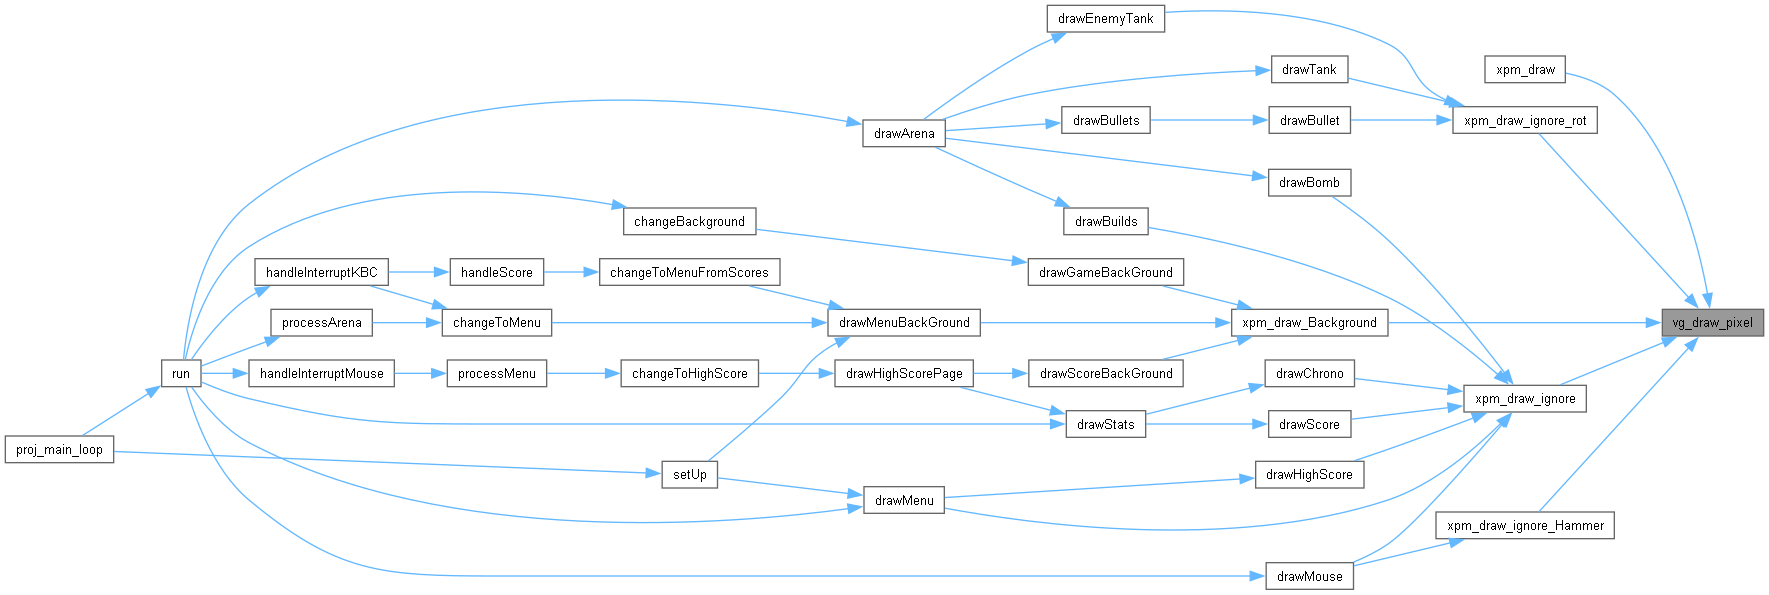 drawEnemyTank
drawTank
xpm_draw
drawBullets
drawBullet
xpm_draw_ignore_rot
drawArena
drawBomb
changeBackground
drawBuilds
handleInterruptKBC
handleScore
changeToMenuFromScores
drawGameBackGround
processArena
changeToMenu
drawMenuBackGround
xpm_draw_Background
vg_draw_pixel
run
handleInterruptMouse
processMenu
changeToHighScore
drawHighScorePage
drawScoreBackGround
drawChrono
xpm_draw_ignore
drawStats
drawScore
proj_main_loop
setUp
drawHighScore
drawMenu
xpm_draw_ignore_Hammer
drawMouse